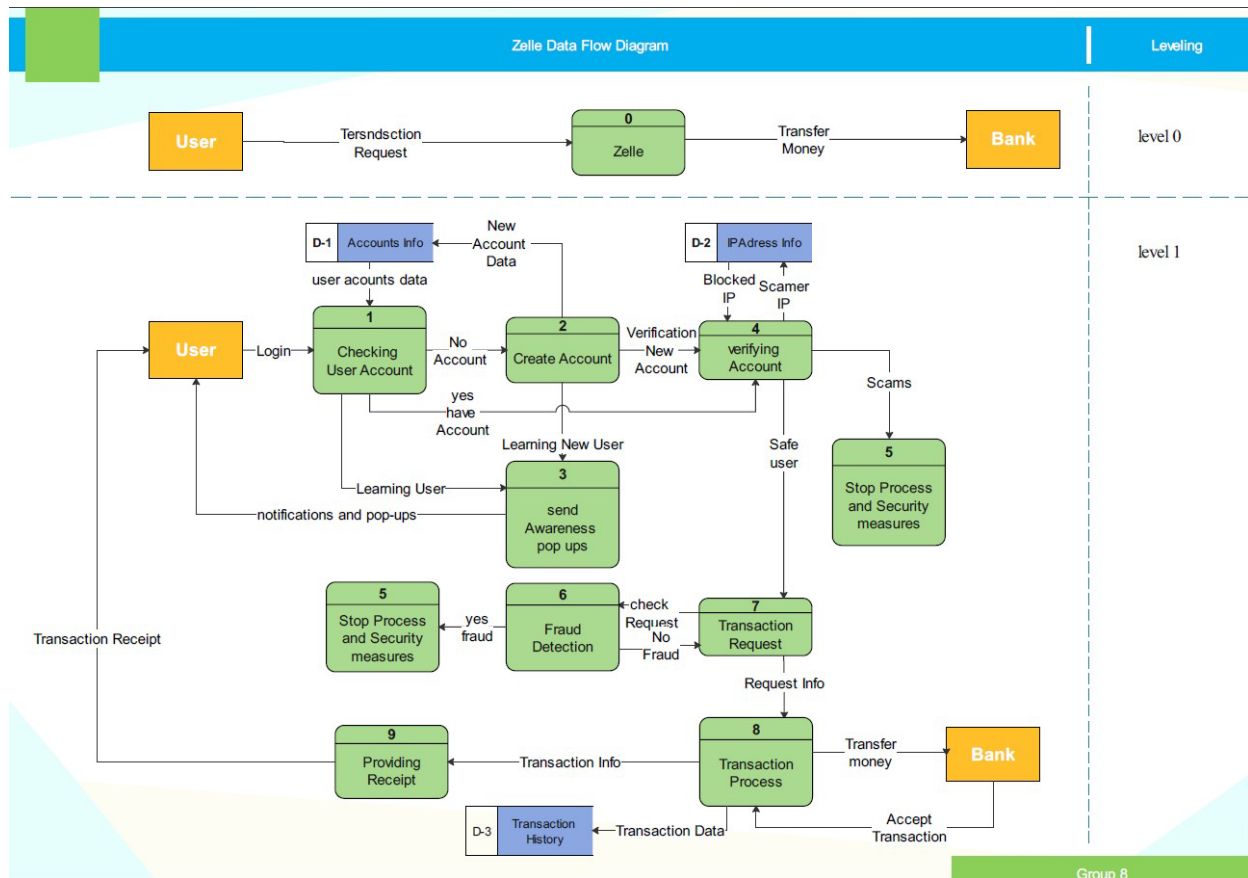 Zelle Data Flow Diagram
Leveling
User
Tersndsction
Request
0
Zelle
Transfer
Money
Bank
level 0
level 1
D-1
Accounts Info
New
Account
Data
D-2
IPAdress Info
user acounts data
Blocked
IP
Scamer
IP
User
Login
1
Checking
User Account
No
Account
2
Create Account
Verification
New
Account
4
verifying
Account
Scams
yes
have
Account
Learning New User
Safe
user
5
Stop Process
and Security
measures
Learning User
3
send
Awareness
pop ups
notifications and pop-ups
5
Stop Process
and Security
measures
yes
fraud
6
Fraud
Detection
check
Request
No
Fraud
7
Transaction
Request
Transaction Receipt
Request Info
9
Providing
Receipt
Transaction Info
8
Transaction
Process
Transfer
money
Bank
Accept
Transaction
D-3
Transaction
History
Transaction Data
Group 8